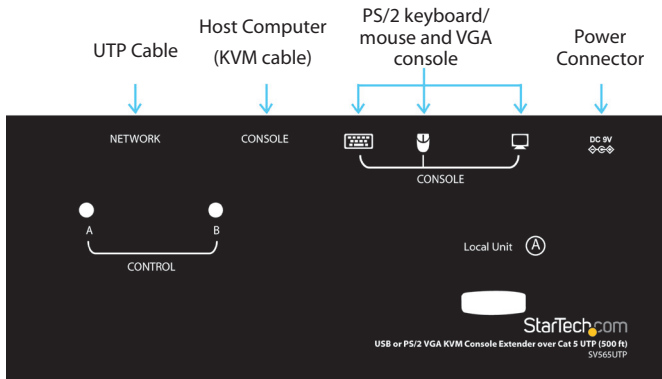 UTP Cable
Host Computer
(KVM cable)
PS/2 keyboard/
mouse and VGA
console
Power
Connector
NETWORK
CONSOLE
DC 9V
CONSOLE
A
B
CONTROL
Local Unit A
StarTech.com
USB or PS/2 VGA KVM Console Extender over Cat 5 UTP (500 ft)
SV565UTP